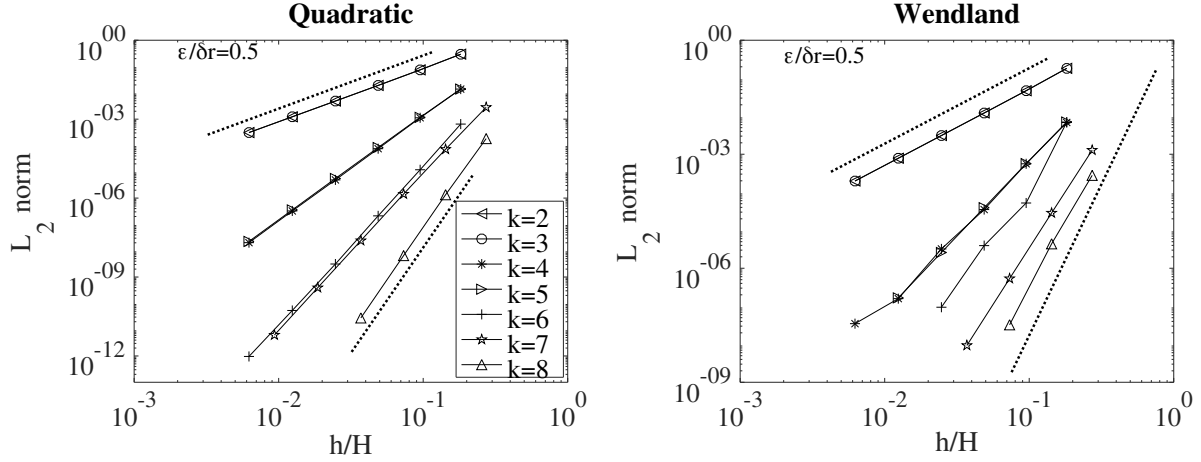 Quadratic
ε/δr=0.5
10^00
10^-03
10^-06
10^-09
10^-12
L_2 norm
10^-3
10^-2
10^-1
10^0
h/H
k=2
k=3
k=4
k=5
k=6
k=7
k=8
Wendland
ε/δr=0.5
10^00
10^-03
10^-06
10^-09
L_2 norm
10^-3
10^-2
10^-1
10^0
h/H